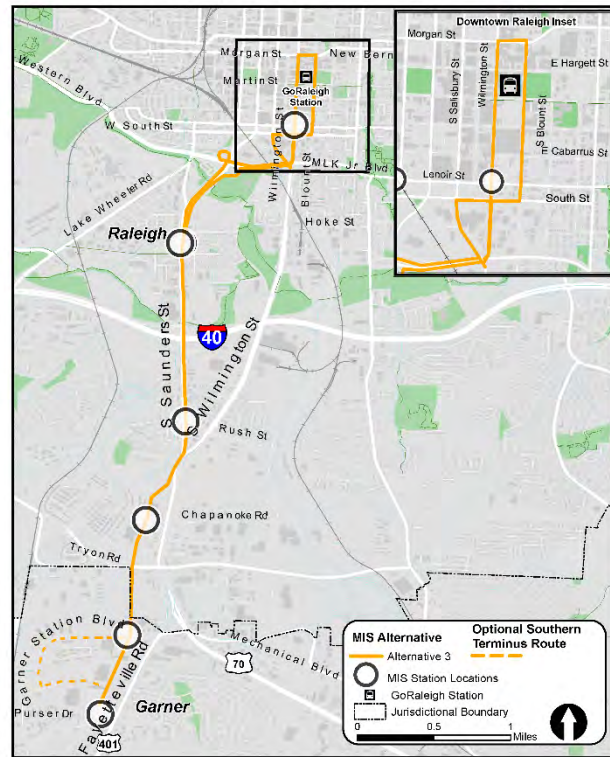 Downtown Raleigh Inset
Morgan St
E Hargett St
S Salisbury St
Wilmington St
S Blount St
E Cabarrus St
Lenoir St
South St
Morgan St
New Bern
Martin St
GoRaleigh
Station
Western Blvd
W South St
Wilmington St
Blount St
MLK Jr Blvd
Lake Wheeler Rd
Hoke St
Raleigh
40
S Saunders St
S Wilmington St
Rush St
Chapanoke Rd
Tryon Rd
Garner Station Blvd
Mechanical Blvd
70
Fayetteville Rd
Purser Dr
Garner
401
MIS Alternative
Alternative 3
Optional Southern
Terminus Route
MIS Station Locations
GoRaleigh Station
Jurisdictional Boundary
0 0.5 1
Miles